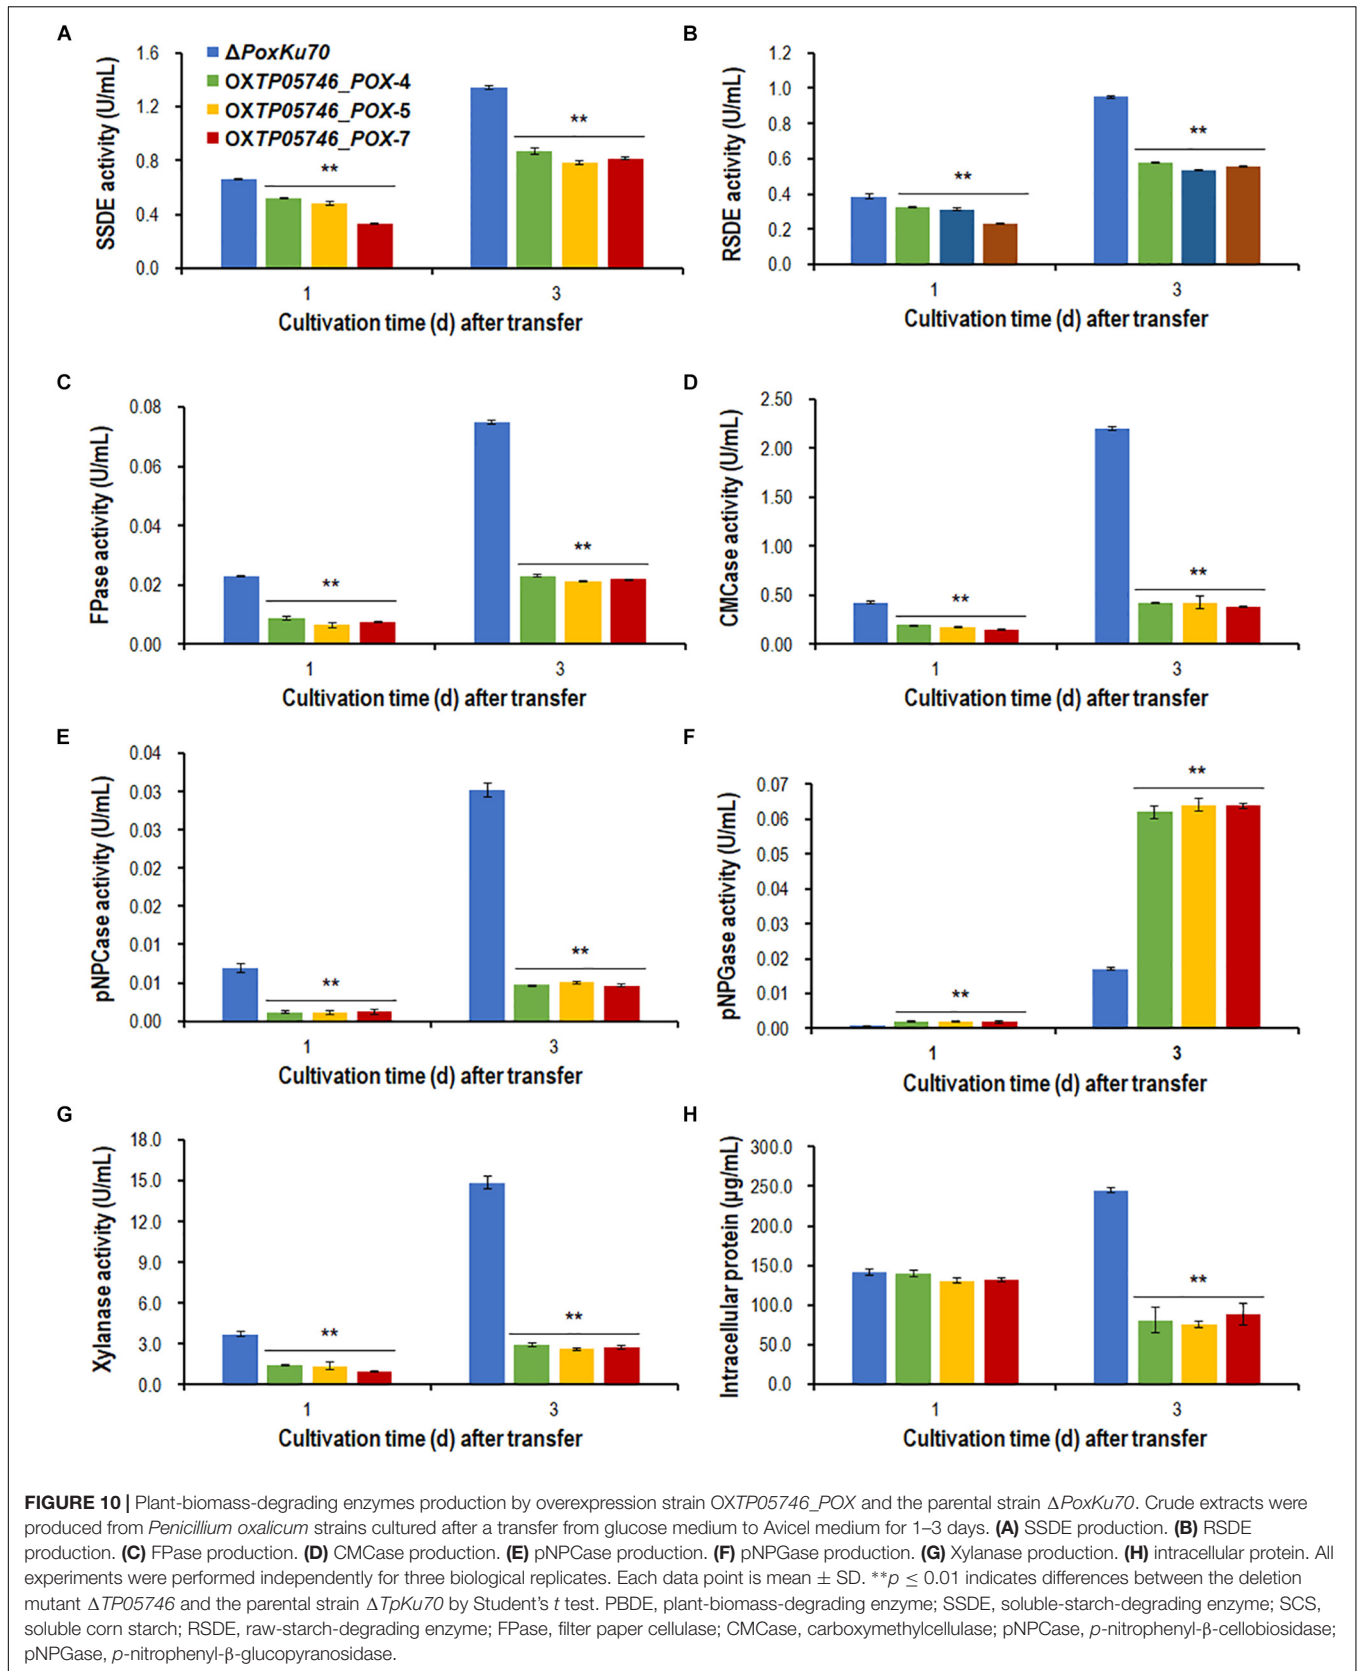 A
SSDE activity (U/mL)
1.6
1.2
0.8
0.4
0.0
ΔPoxKu70
OXTP05746_POX-4
OXTP05746_POX-5
OXTP05746_POX-7
**
**
1
3
Cultivation time (d) after transfer
B
RSDE activity (U/mL)
1.2
1.0
0.8
0.6
0.4
0.2
0.0
**
**
1
3
Cultivation time (d) after transfer
C
FPase activity (U/mL)
0.08
0.06
0.04
0.02
0.00
**
**
1
3
Cultivation time (d) after transfer
D
CMCase activity (U/mL)
2.50
2.00
1.50
1.00
0.50
0.00
**
**
1
3
Cultivation time (d) after transfer
E
pNPCase activity (U/mL)
0.04
0.03
0.03
0.02
0.02
0.01
0.01
0.00
**
**
1
3
Cultivation time (d) after transfer
F
pNPGase activity (U/mL)
0.07
0.06
0.05
0.04
0.03
0.02
0.01
0.00
**
**
1
3
Cultivation time (d) after transfer
G
Xylanase activity (U/mL)
18.0
15.0
12.0
9.0
6.0
3.0
0.0
**
**
1
3
Cultivation time (d) after transfer
H
Intracellular protein (µg/mL)
300.0
250.0
200.0
150.0
100.0
50.0
0.0
**
1
3
Cultivation time (d) after transfer
FIGURE 10 | Plant-biomass-degrading enzymes production by overexpression strain OXTP05746_POX and the parental strain ΔPoxKu70. Crude extracts were
produced from Penicillium oxalicum strains cultured after a transfer from glucose medium to Avicel medium for 1–3 days. (A) SSDE production. (B) RSDE
production. (C) FPase production. (D) CMCase production. (E) pNPCase production. (F) pNPGase production. (G) Xylanase production. (H) intracellular protein. All
experiments were performed independently for three biological replicates. Each data point is mean ± SD. **p ≤ 0.01 indicates differences between the deletion
mutant ΔTP05746 and the parental strain ΔTpKu70 by Student's t test. PBDE, plant-biomass-degrading enzyme; SSDE, soluble-starch-degrading enzyme; SCS,
soluble corn starch; RSDE, raw-starch-degrading enzyme; FPase, filter paper cellulase; CMCase, carboxymethylcellulase; pNPCase, p-nitrophenyl-β-cellobiosidase;
pNPGase, p-nitrophenyl-β-glucopyranosidase.